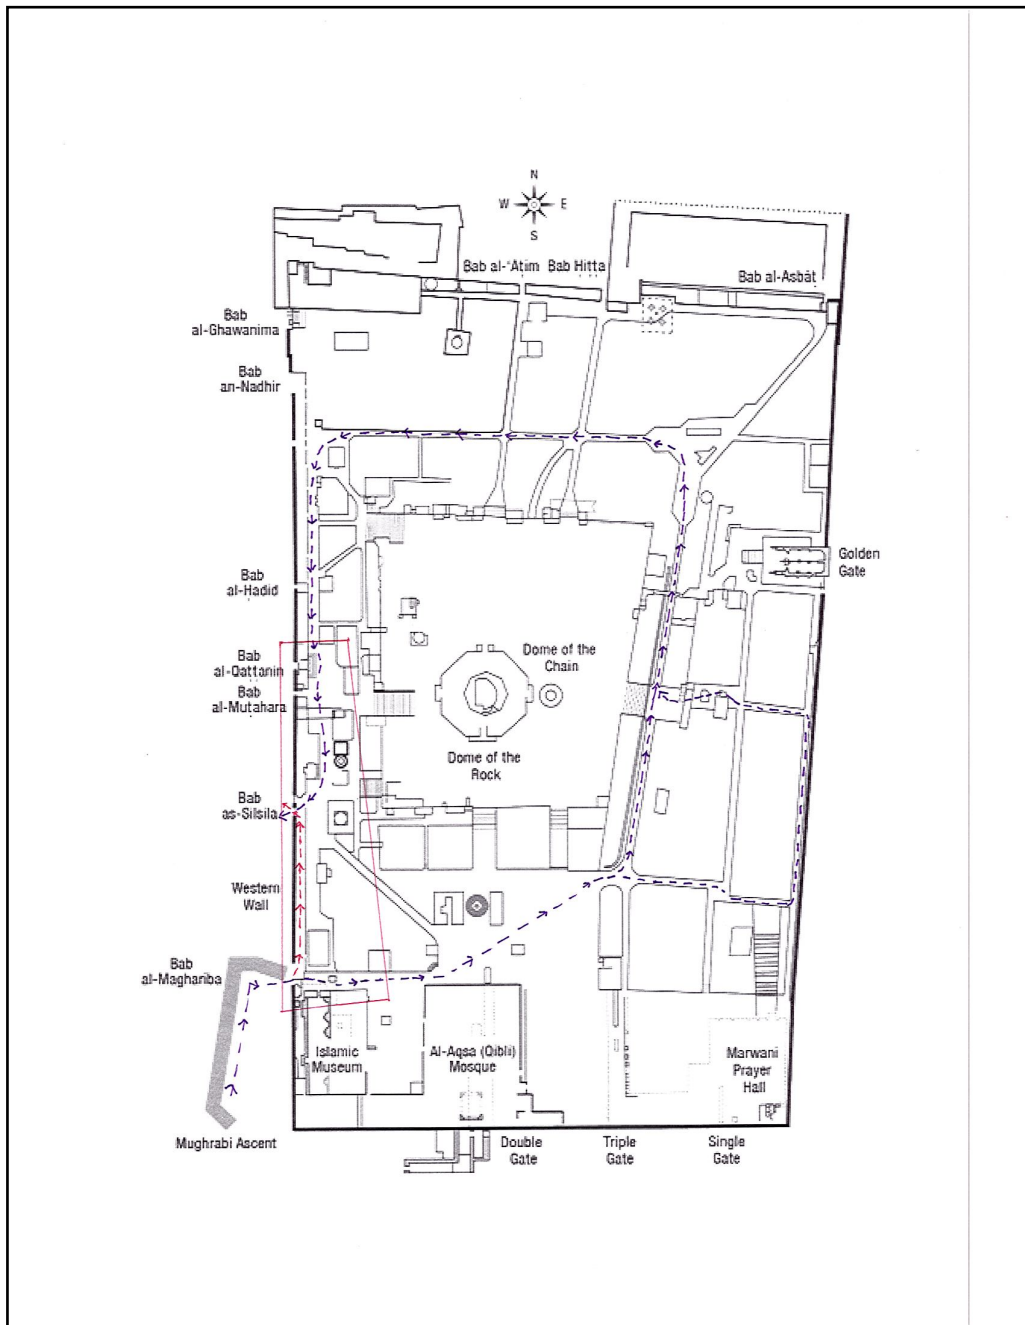 N
W E
S
Bab al-'Atim Bab Hitta
Bab al-Asbāt
Bab
al-Ghawanima
Bab
an-Nadhir
Golden
Gate
Bab
al-Hadid
Dome of the
Chain
Bab
al-Qattanin
Bab
al-Mutahara
Dome of the
Rock
Bab
as-Silsila
Western
Wall
Bab
al-Maghariba
Islamic
Museum
Al-Aqsa (Qibli)
Mosque
Marwani
Prayer
Hall
Mughrabi Ascent
Double
Gate
Triple
Gate
Single
Gate